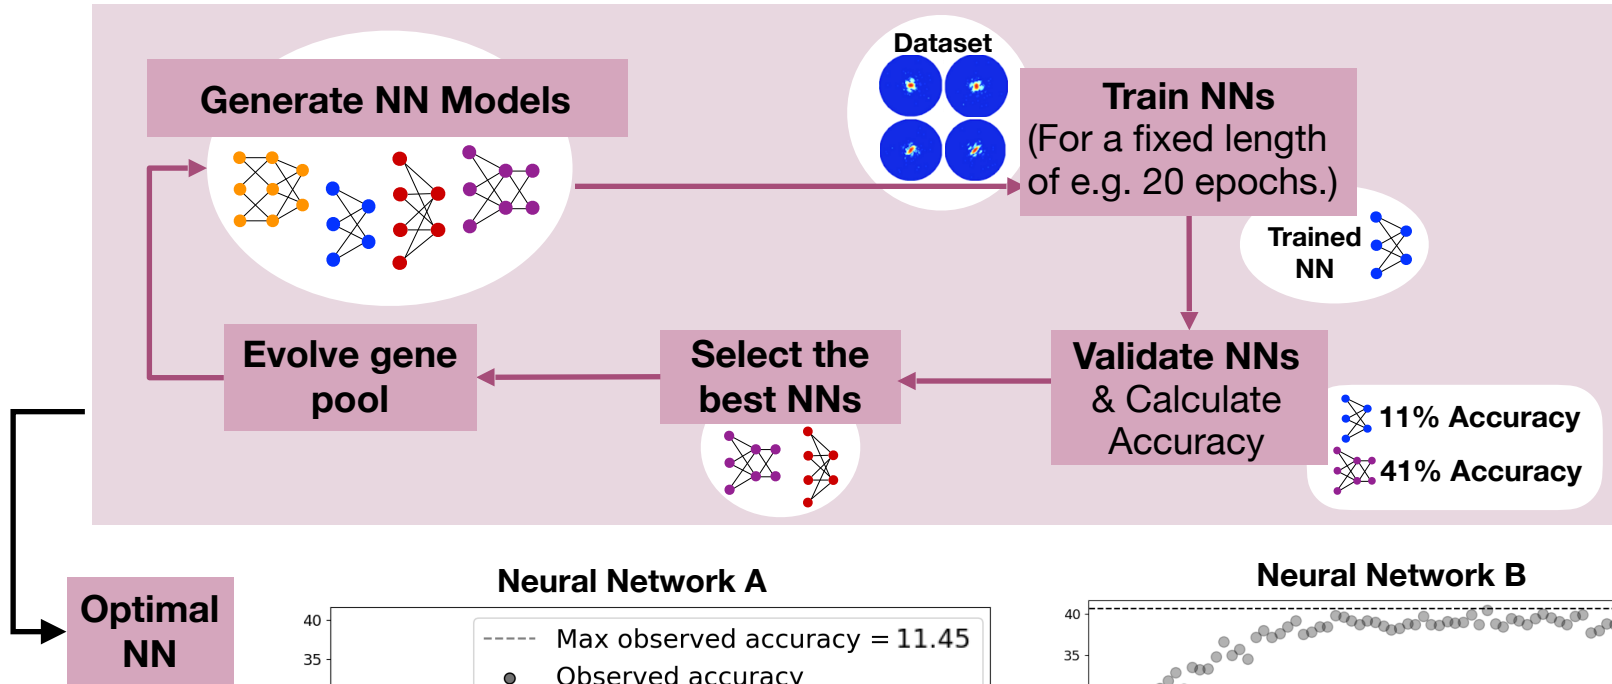 Generate NN Models
Dataset
Train NNs
(For a fixed length
of e.g. 20 epochs.)
Trained
NN
Evolve gene
pool
Select the
best NNs
Validate NNs
& Calculate
Accuracy
11% Accuracy
41% Accuracy
Optimal
NN
Neural Network A
40
35
Max observed accuracy = 11.45
Observed accuracy
Neural Network B
40
35